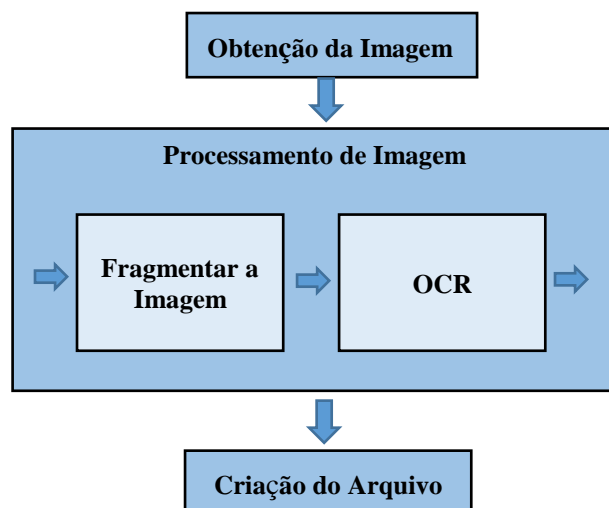 Obtenção da Imagem
Processamento de Imagem
Fragmentar a
Imagem
OCR
Criação do Arquivo